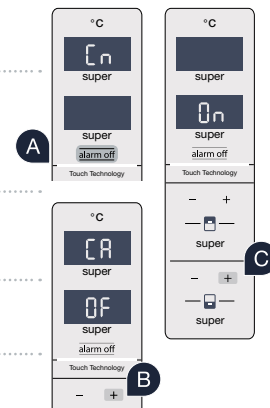 °C
Cn
super
super
alarm off
A
Touch Technology
°C
super
On
super
alarm off
Touch Technology
− +
super
− +
C
super
°C
CA
super
OF
super
alarm off
Touch Technology
B
− +